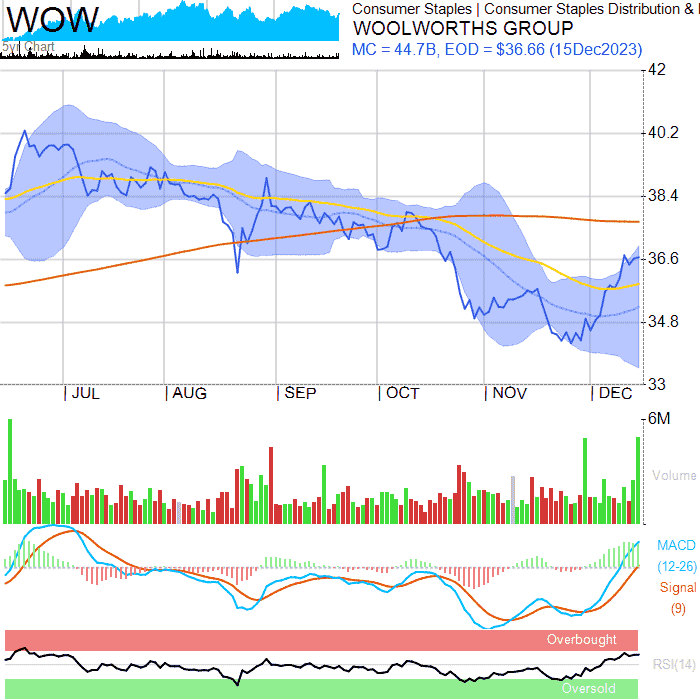 WOW
5yr Chart
Consumer Staples | Consumer Staples Distribution &
WOOLWORTHS GROUP
MC = 44.7B, EOD = $36.66 (15Dec2023)
42
40.2
38.4
36.6
34.8
33
| JUL | AUG | SEP | OCT | NOV | DEC
6M
Volume
MACD
(12-26)
Signal
(9)
Overbought
RSI(14)
Oversold